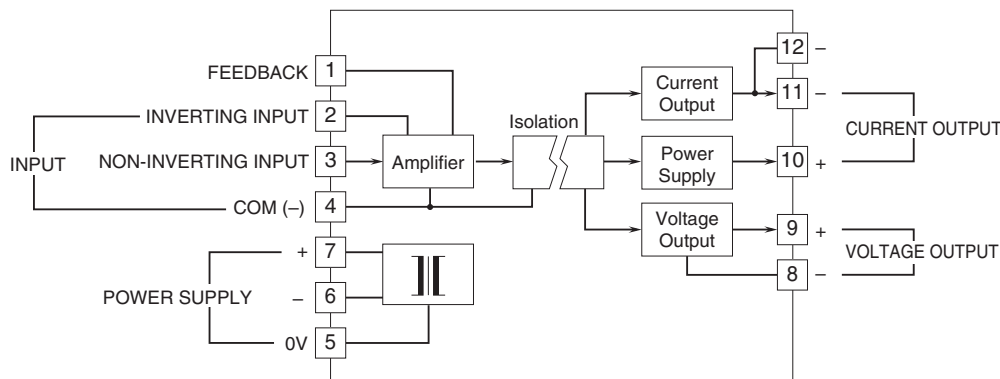 FEEDBACK 1
INVERTING INPUT 2
INPUT
NON-INVERTING INPUT 3
COM (–) 4
+ 7
POWER SUPPLY
– 6
0V 5
Amplifier
Isolation
Current
Output
Power
Supply
Voltage
Output
12 –
11 –
CURRENT OUTPUT
10 +
9 +
VOLTAGE OUTPUT
8 –